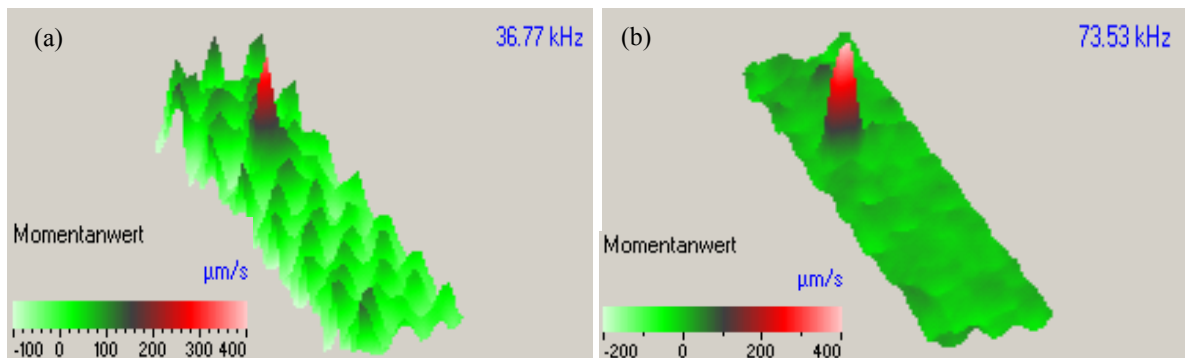 (a)
36.77 kHz
Momentanwert
µm/s
-100 0 100 200 300 400
(b)
73.53 kHz
Momentanwert
µm/s
-200 0 200 400